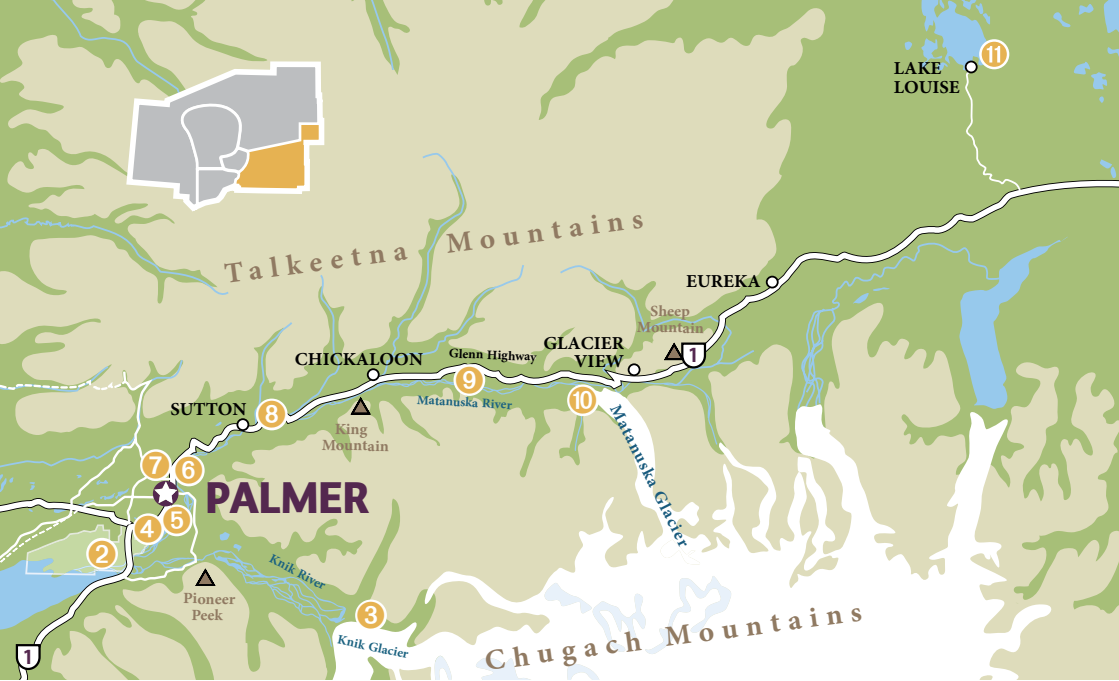 11
LAKE
LOUISE
Talkeetna Mountains
EUREKA
Sheep
Mountain
1
GLACIER
VIEW
Glenn Highway
CHICKALOON
9
Matanuska River
10
Matanuska Glacier
SUTTON
8
King
Mountain
7
6
PALMER
4
5
2
Knik River
Pioneer
Peek
3
Knik Glacier
Chugach Mountains
1